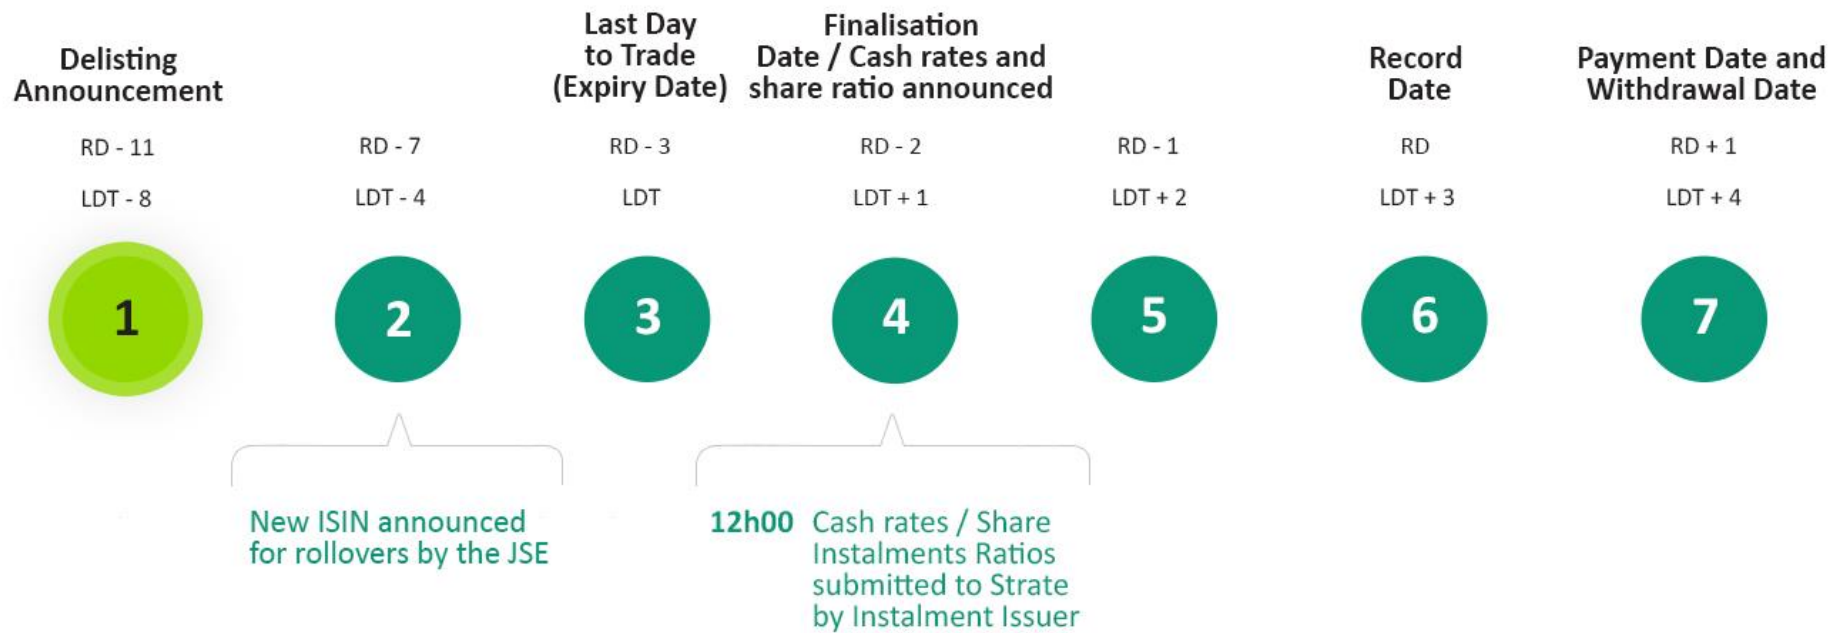 Delisting
Announcement
RD - 11
LDT - 8
1
RD - 7
LDT - 4
2
New ISIN announced
for rollovers by the JSE
Last Day
to Trade
(Expiry Date)
RD - 3
LDT
3
Finalisation
Date / Cash rates and
share ratio announced
RD - 2
LDT + 1
4
12h00 Cash rates / Share
Instalments Ratios
submitted to Strate
by Instalment Issuer
RD - 1
LDT + 2
5
Record
Date
RD
LDT + 3
6
Payment Date and
Withdrawal Date
RD + 1
LDT + 4
7